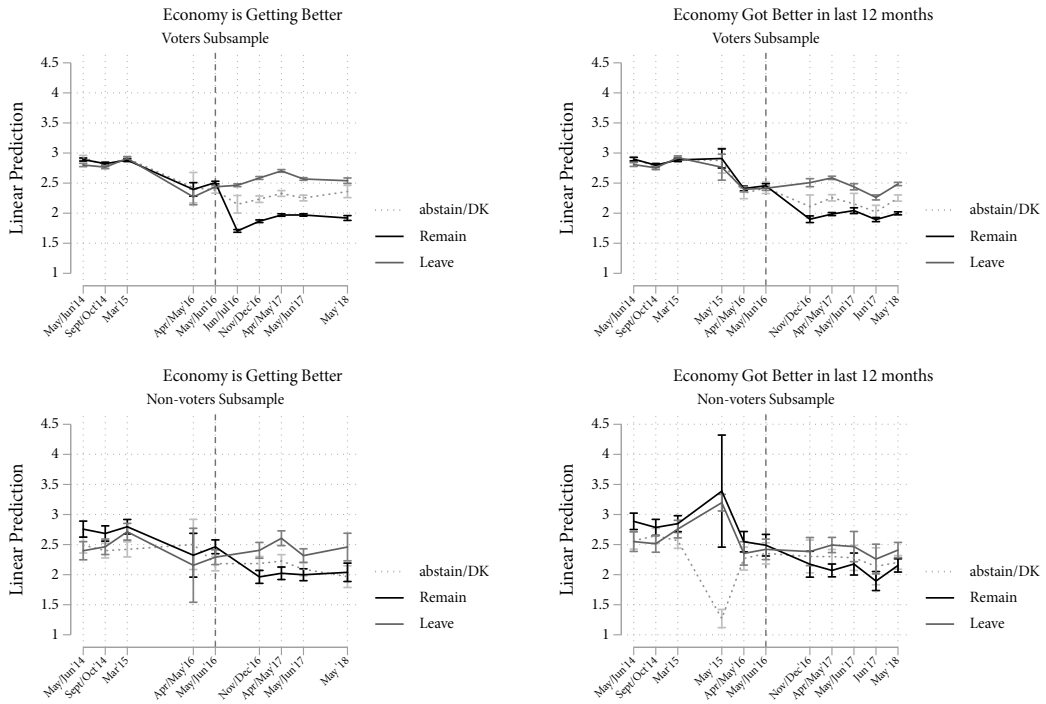 Economy is Getting Better
Voters Subsample
Linear Prediction
4.5
4
3.5
3
2.5
2
1.5
1
May/Jun'14
Sept/Oct'14
Mar'15
Apr/May'16
May/Jun'16
Jun/Jul'16
Nov/Dec'16
Apr/May'17
May/Jun'17
May'18
abstain/DK
Remain
Leave
Economy Got Better in last 12 months
Voters Subsample
Linear Prediction
4.5
4
3.5
3
2.5
2
1.5
1
May/Jun'14
Sept/Oct'14
Mar'15
May'15
Apr/May'16
May/Jun'16
Nov/Dec'16
Apr/May'17
May/Jun'17
Jun'17
May'18
abstain/DK
Remain
Leave
Economy is Getting Better
Non-voters Subsample
Linear Prediction
4.5
4
3.5
3
2.5
2
1.5
1
May/Jun'14
Sept/Oct'14
Mar'15
Apr/May'16
May/Jun'16
Nov/Dec'16
Apr/May'17
May/Jun'17
May'18
abstain/DK
Remain
Leave
Economy Got Better in last 12 months
Non-voters Subsample
Linear Prediction
4.5
4
3.5
3
2.5
2
1.5
1
May/Jun'14
Sept/Oct'14
Mar'15
May'15
Apr/May'16
May/Jun'16
Nov/Dec'16
Apr/May'17
May/Jun'17
Jun'17
May'18
abstain/DK
Remain
Leave